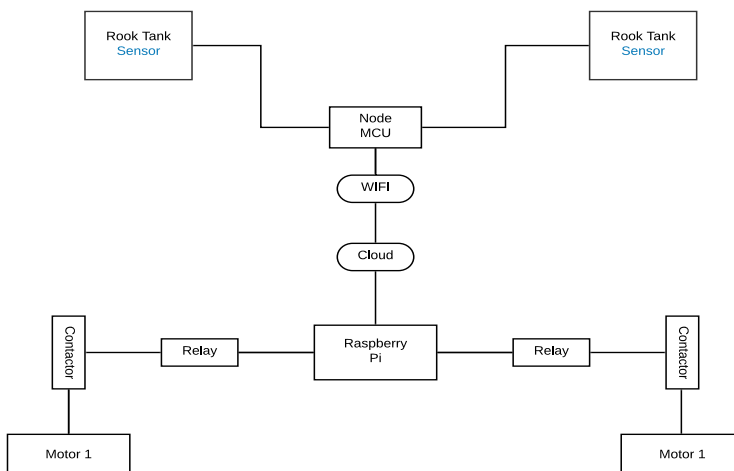 Rook Tank
Sensor
Rook Tank
Sensor
Node
MCU
WIFI
Cloud
Contactor
Relay
Raspberry
Pi
Relay
Contactor
Motor 1
Motor 1